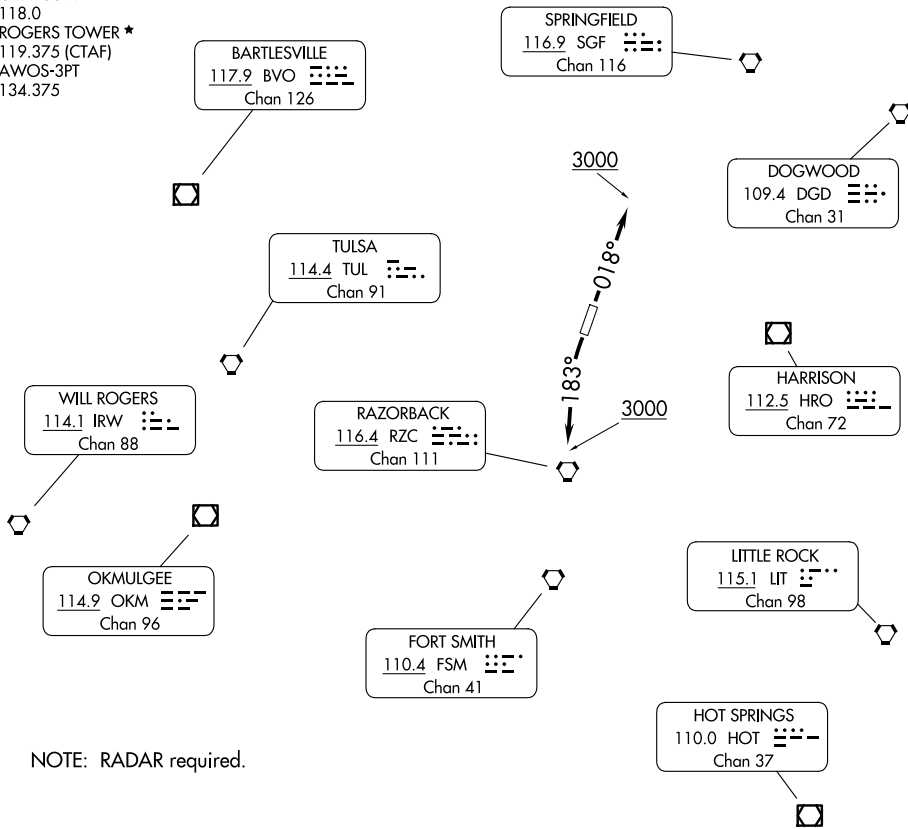 118.0
ROGERS TOWER ★
119.375 (CTAF)
AWOS-3PT
134.375
BARTLESVILLE
117.9 BVO
Chan 126
SPRINGFIELD
116.9 SGF
Chan 116
DOGWOOD
109.4 DGD
Chan 31
3000
018°
TULSA
114.4 TUL
Chan 91
183°
3000
HARRISON
112.5 HRO
Chan 72
WILL ROGERS
114.1 IRW
Chan 88
RAZORBACK
116.4 RZC
Chan 111
OKMULGEE
114.9 OKM
Chan 96
LITTLE ROCK
115.1 LIT
Chan 98
FORT SMITH
110.4 FSM
Chan 41
HOT SPRINGS
110.0 HOT
Chan 37
NOTE: RADAR required.